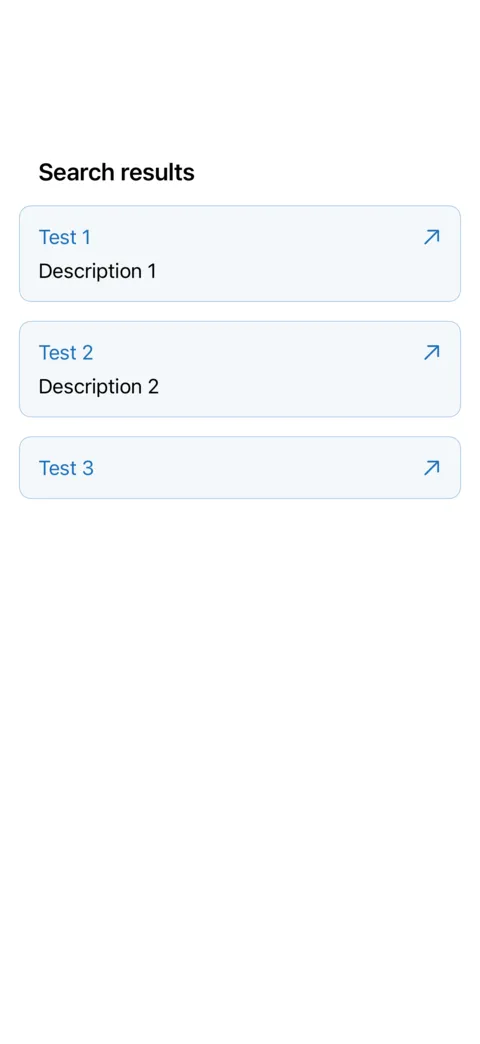 Search results
Test 1
Description 1
Test 2
Description 2
Test 3